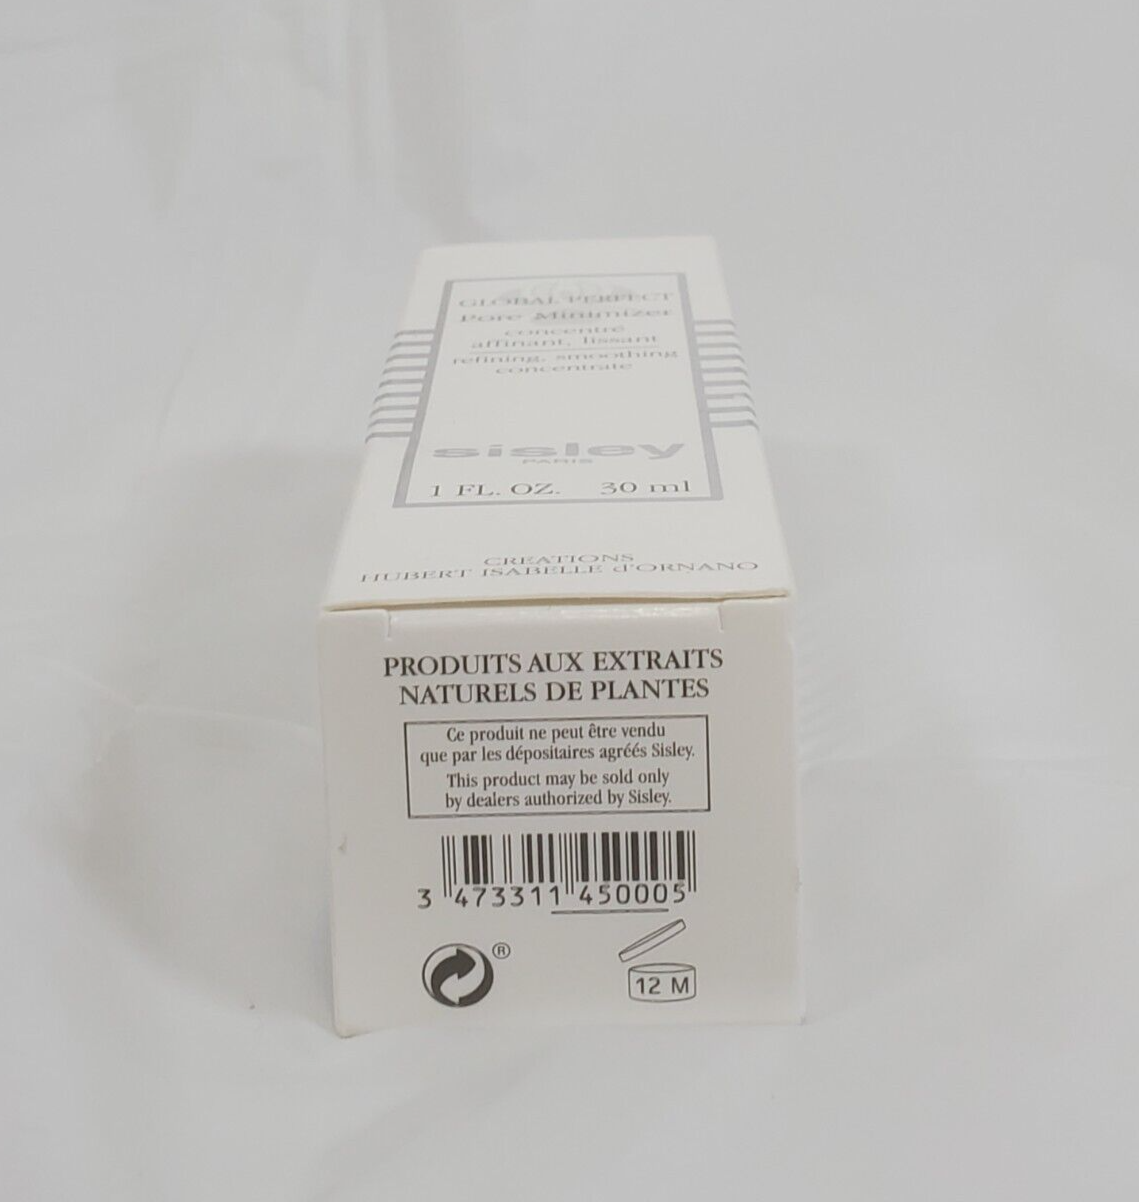 GLOBAL PERFECT
Pore Minimizer
concentré
affinant, lissant
refining, smoothing
concentrate
sisley
PARIS
1 FL. OZ. 30 ml
CREATIONS
HUBERT ISABELLE d'ORNANO
PRODUITS AUX EXTRAITS
NATURELS DE PLANTES
Ce produit ne peut être vendu
que par les dépositaires agréés Sisley.
This product may be sold only
by dealers authorized by Sisley.
3 473311 450005
®
12 M